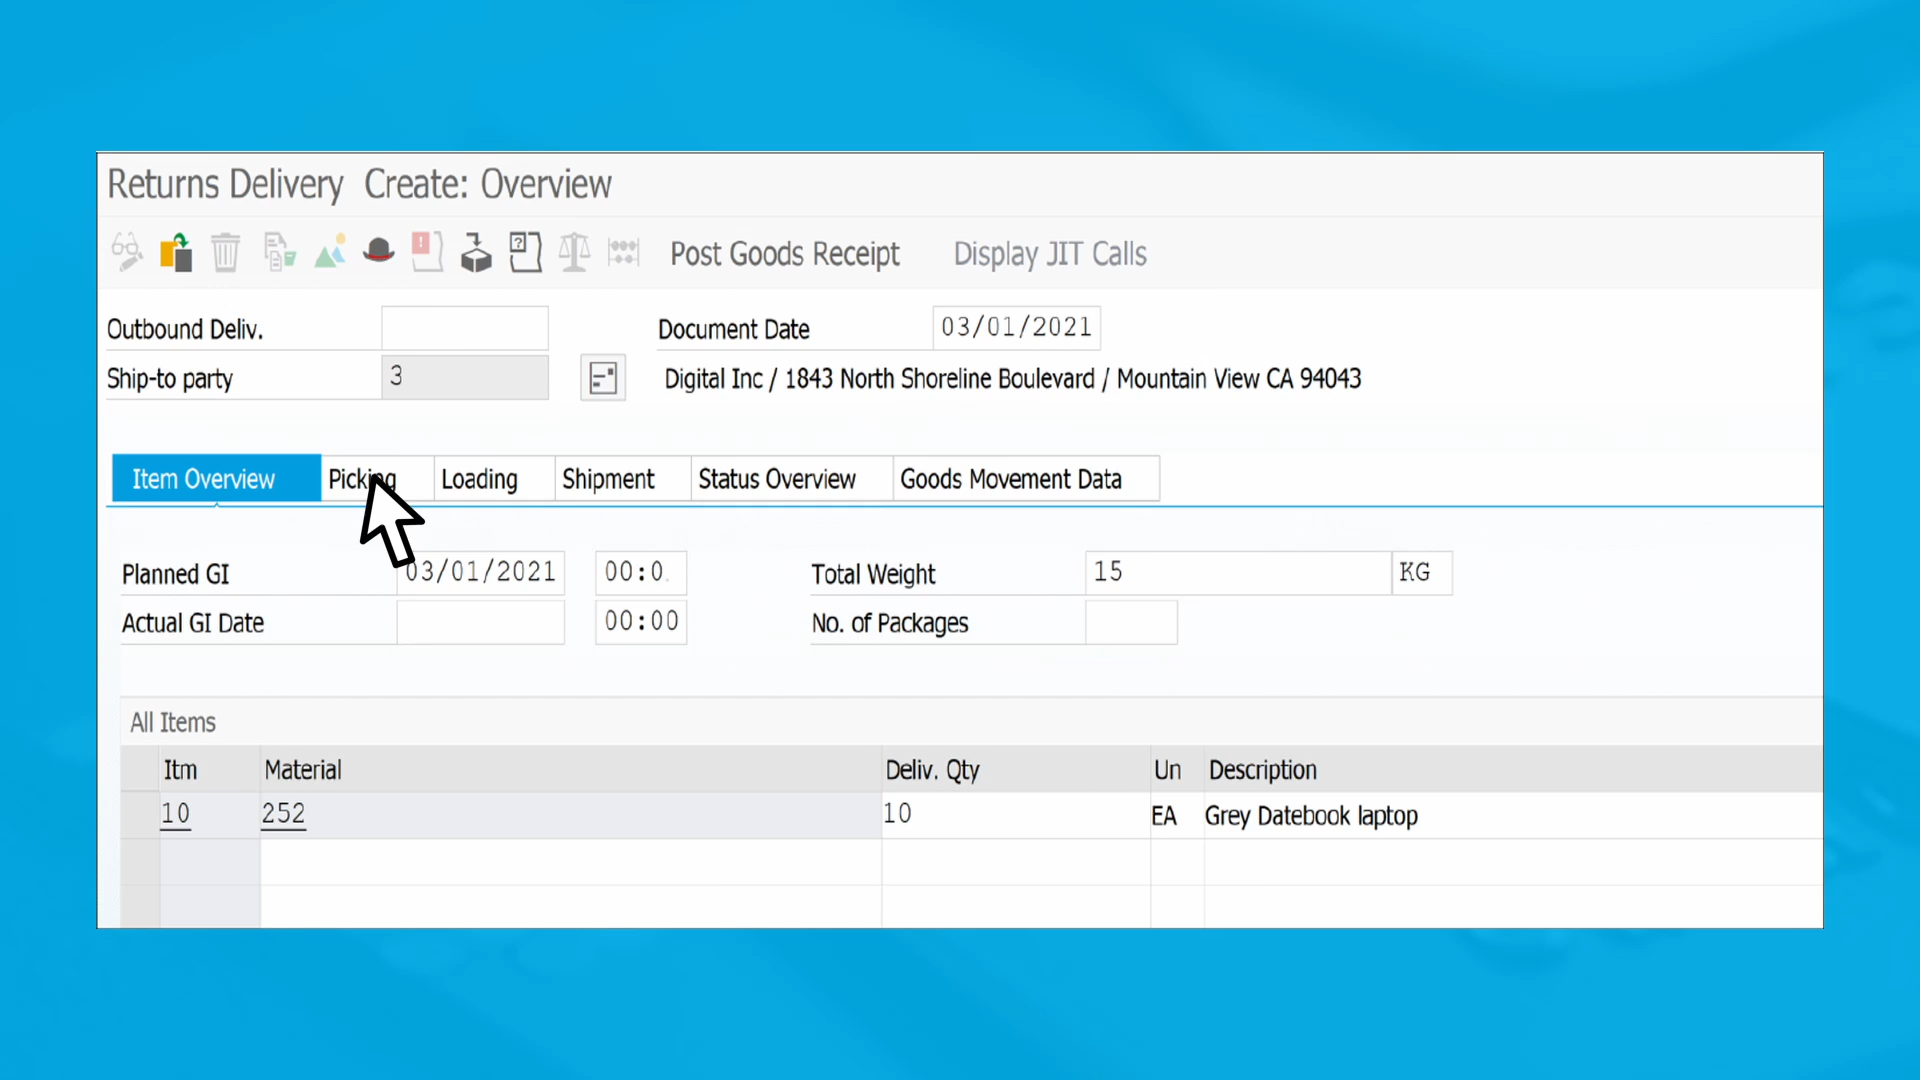 Returns Delivery Create: Overview
Post Goods Receipt Display JIT Calls
Outbound Deliv. Document Date 03/01/2021
Ship-to party 3 Digital Inc / 1843 North Shoreline Boulevard / Mountain View CA 94043
Item Overview Picking Loading Shipment Status Overview Goods Movement Data
Planned GI 03/01/2021 00:0 Total Weight 15 KG
Actual GI Date 00:00 No. of Packages
All Items
Itm Material Deliv. Qty Un Description
10 252 10 EA Grey Datebook laptop